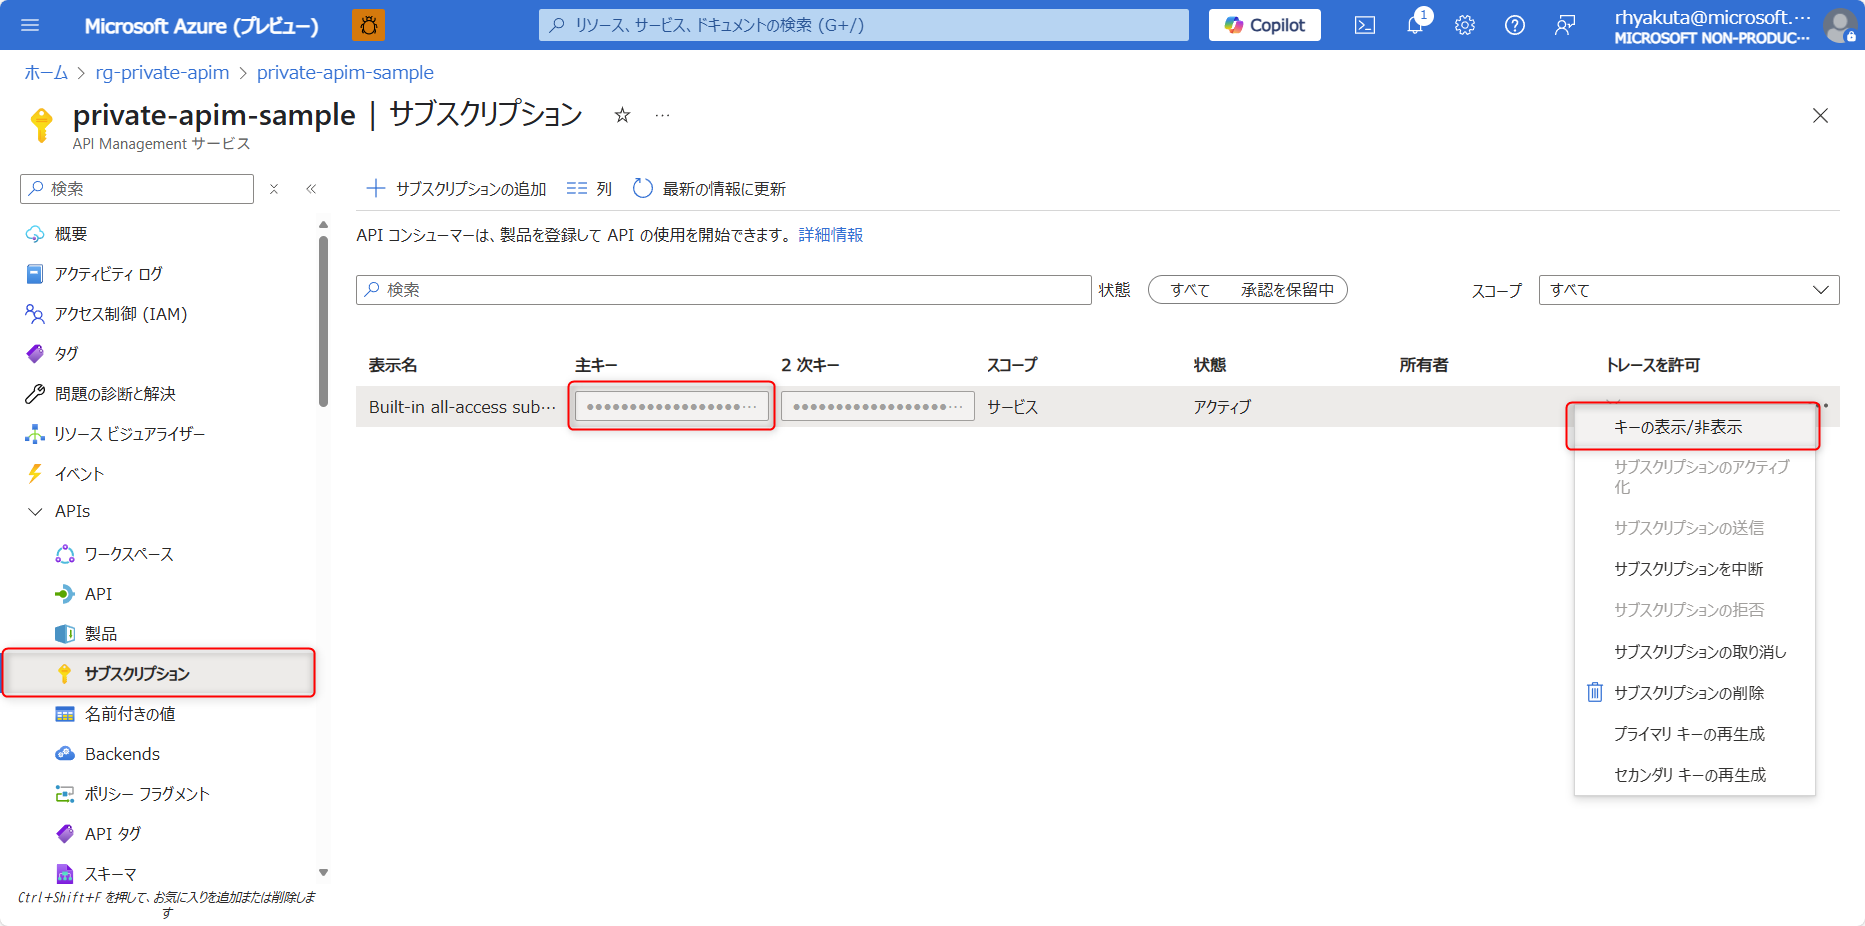 Microsoft Azure (プレビュー)
リソース、サービス、ドキュメントの検索 (G+/)
Copilot
1
rhyakuta@microsoft.…
MICROSOFT NON-PRODUC…
ホーム > rg-private-apim > private-apim-sample
private-apim-sample | サブスクリプション
API Management サービス
検索
サブスクリプションの追加
列
最新の情報に更新
API コンシューマーは、製品を登録して API の使用を開始できます。 詳細情報
検索
状態
すべて
承認を保留中
スコープ
すべて
表示名
主キー
2 次キー
スコープ
状態
所有者
トレースを許可
Built-in all-access sub…
サービス
アクティブ
キーの表示/非表示
サブスクリプションのアクティブ
化
サブスクリプションの送信
サブスクリプションを中断
サブスクリプションの拒否
サブスクリプションの取り消し
サブスクリプションの削除
プライマリ キーの再生成
セカンダリ キーの再生成
概要
アクティビティ ログ
アクセス制御 (IAM)
タグ
問題の診断と解決
リソース ビジュアライザー
イベント
APIs
ワークスペース
API
製品
サブスクリプション
名前付きの値
Backends
ポリシー フラグメント
API タグ
スキーマ
Ctrl+Shift+F を押して、お気に入りを追加または削除しま
す